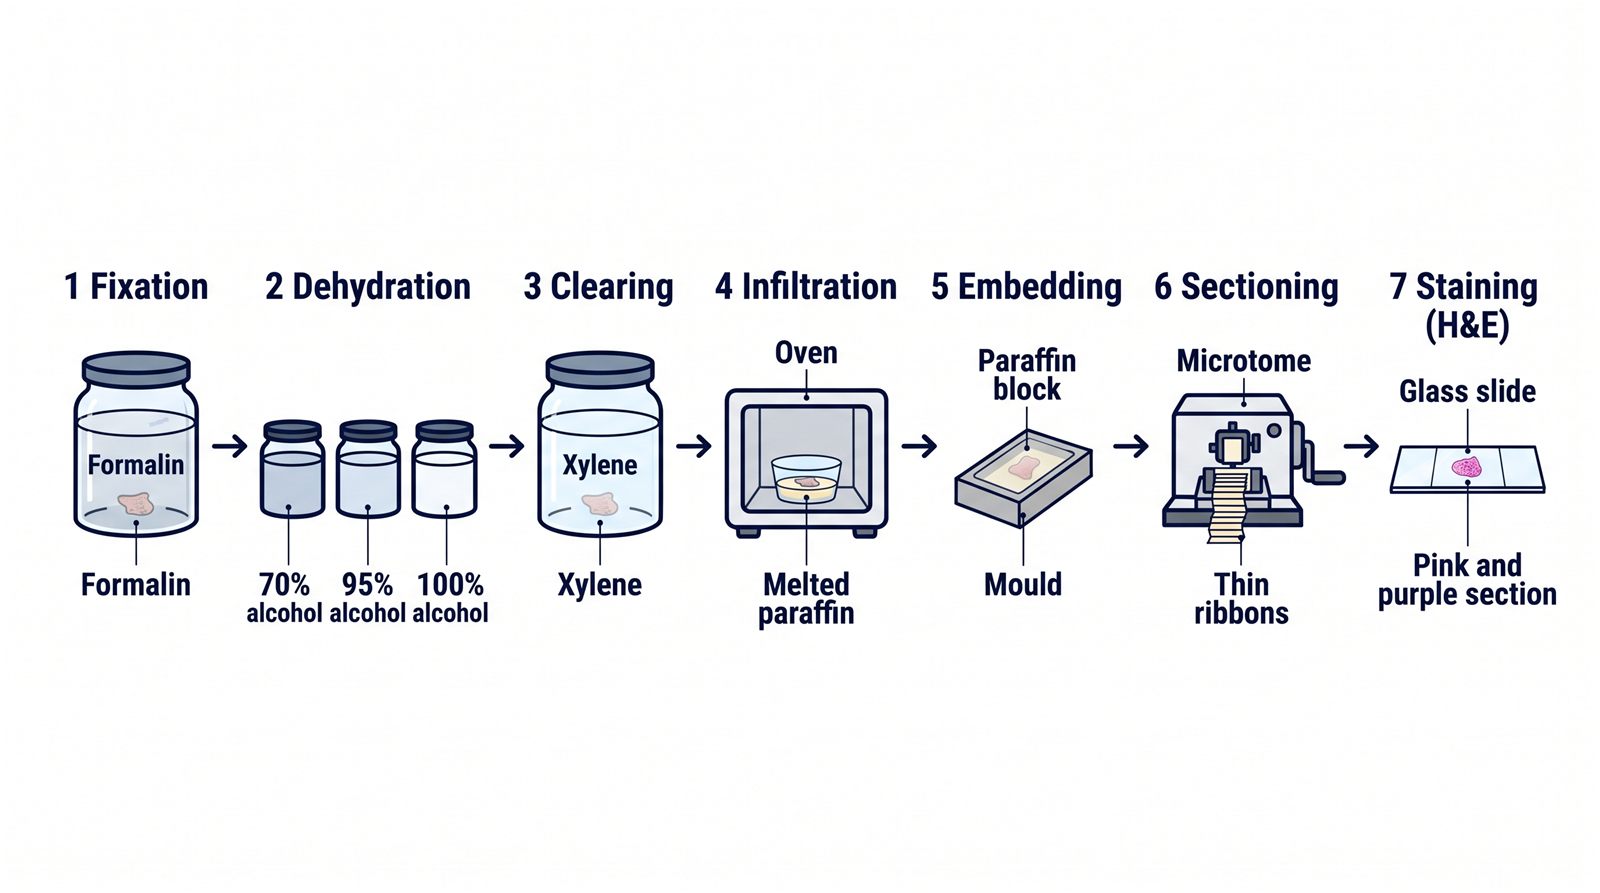 1 Fixation
Formalin
Formalin
2 Dehydration
70%
alcohol
95%
alcohol
100%
alcohol
3 Clearing
Xylene
Xylene
4 Infiltration
Oven
Melted
paraffin
5 Embedding
Paraffin
block
Mould
6 Sectioning
Microtome
Thin
ribbons
7 Staining
(H&E)
Glass slide
Pink and
purple section